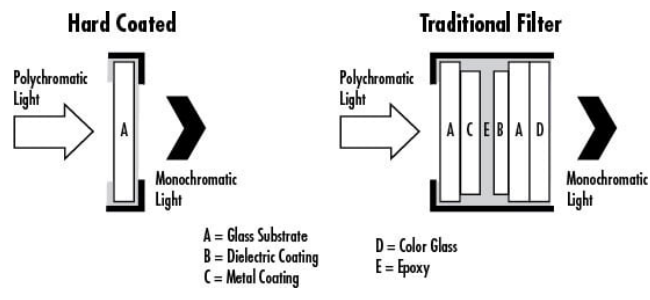 Hard Coated
Polychromatic
Light
A
Monochromatic
Light
Traditional Filter
Polychromatic
Light
A C E B A D
Monochromatic
Light
A = Glass Substrate
B = Dielectric Coating
C = Metal Coating
D = Color Glass
E = Epoxy